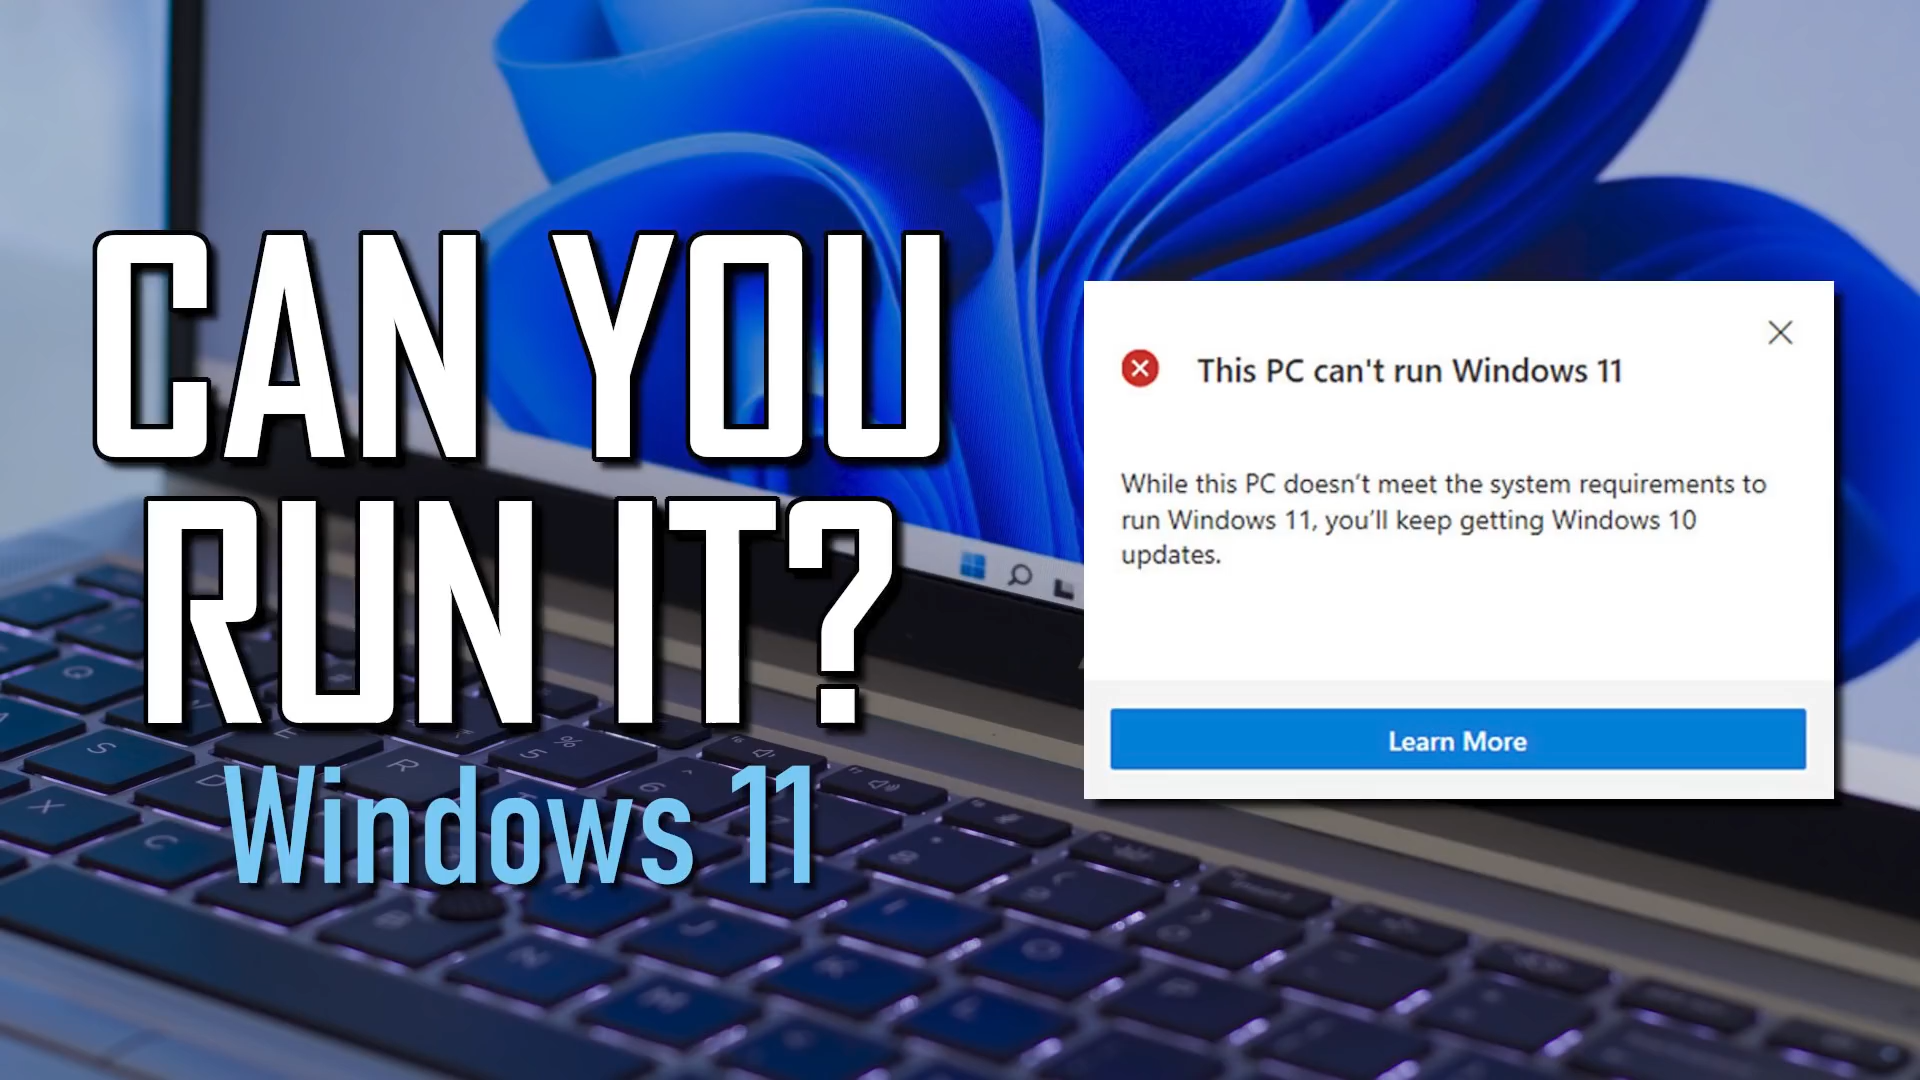 CAN YOU
RUN IT?
Windows 11
This PC can't run Windows 11
While this PC doesn’t meet the system requirements to
run Windows 11, you’ll keep getting Windows 10
updates.
Learn More